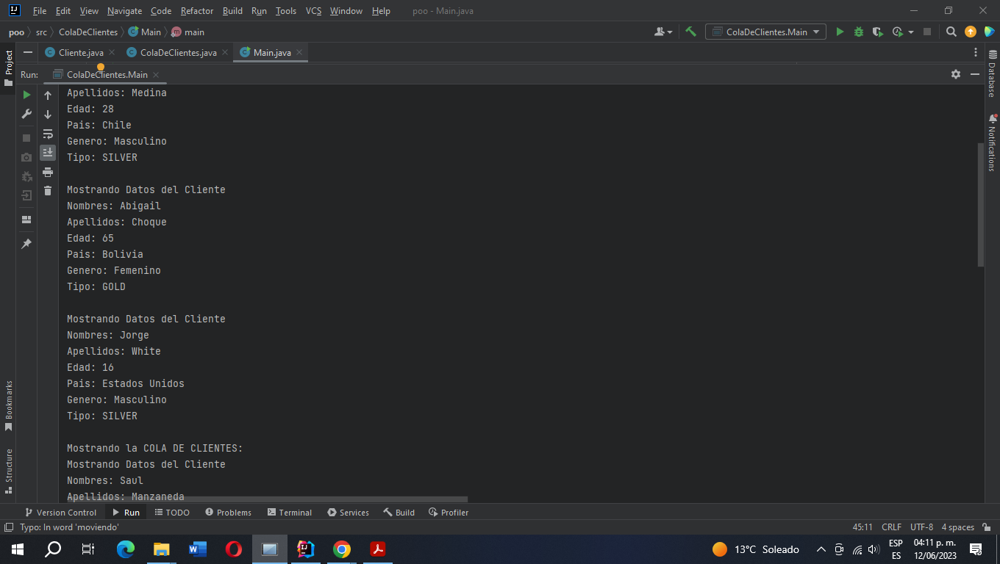 File Edit View Navigate Code Refactor Build Run Tools VCS Window Help poo - Main.java
poo src ColaDeClientes Main main ColaDeClientes.Main
Project
Cliente.java ColaDeClientes.java Main.java
Run: ColaDeClientes.Main
Apellidos: Medina
Edad: 28
Pais: Chile
Genero: Masculino
Tipo: SILVER
Mostrando Datos del Cliente
Nombres: Abigail
Apellidos: Choque
Edad: 65
Pais: Bolivia
Genero: Femenino
Tipo: GOLD
Mostrando Datos del Cliente
Nombres: Jorge
Apellidos: White
Edad: 16
Pais: Estados Unidos
Genero: Masculino
Tipo: SILVER
Mostrando la COLA DE CLIENTES:
Mostrando Datos del Cliente
Nombres: Saul
Apellidos: Manzaneda
Database
Notifications
Bookmarks
Structure
Version Control Run TODO Problems Terminal Services Build Profiler
Typo: In word 'moviendo' 45:11 CRLF UTF-8 4 spaces
13°C Soleado ESP 04:11 p. m.
ES 12/06/2023